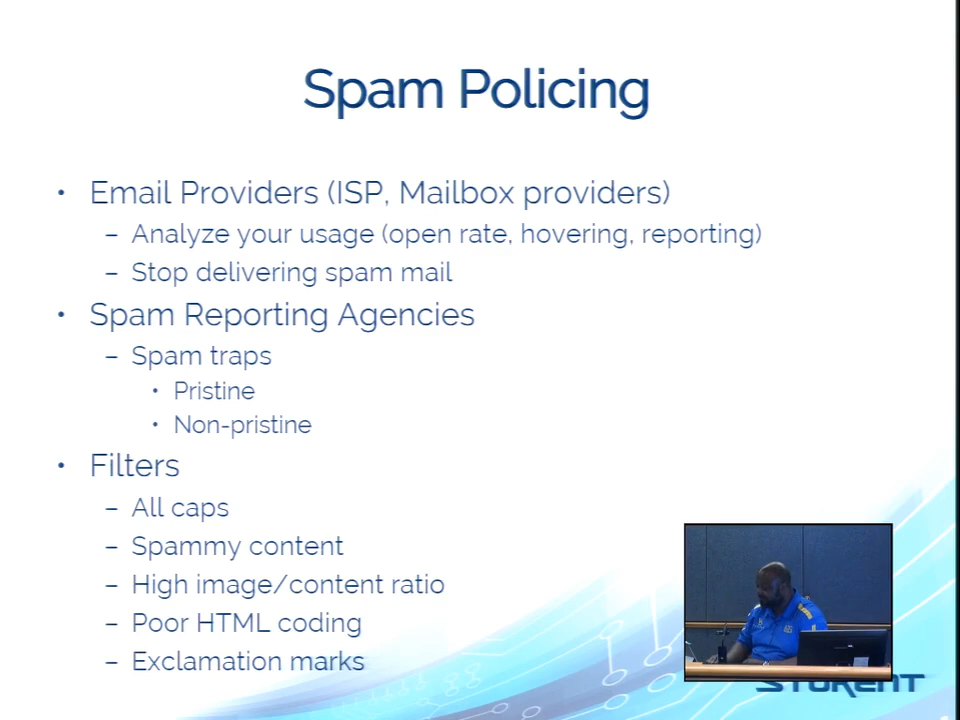 Spam Policing
• Email Providers (ISP, Mailbox providers)
– Analyze your usage (open rate, hovering, reporting)
– Stop delivering spam mail
• Spam Reporting Agencies
– Spam traps
• Pristine
• Non-pristine
• Filters
– All caps
– Spammy content
– High image/content ratio
– Poor HTML coding
– Exclamation marks
STUKENT